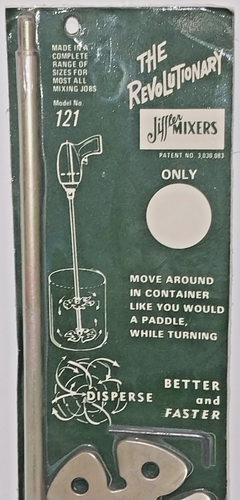 MADE IN A
COMPLETE
RANGE OF
SIZES FOR
MOST ALL
MIXING JOBS
Model No.
121
THE
REVOLUTIONARY
Jiffler MIXERS
PATENT NO. 3,030,083
ONLY
MOVE AROUND
IN CONTAINER
LIKE YOU WOULD
A PADDLE,
WHILE TURNING
DISPERSE
BETTER
and
FASTER